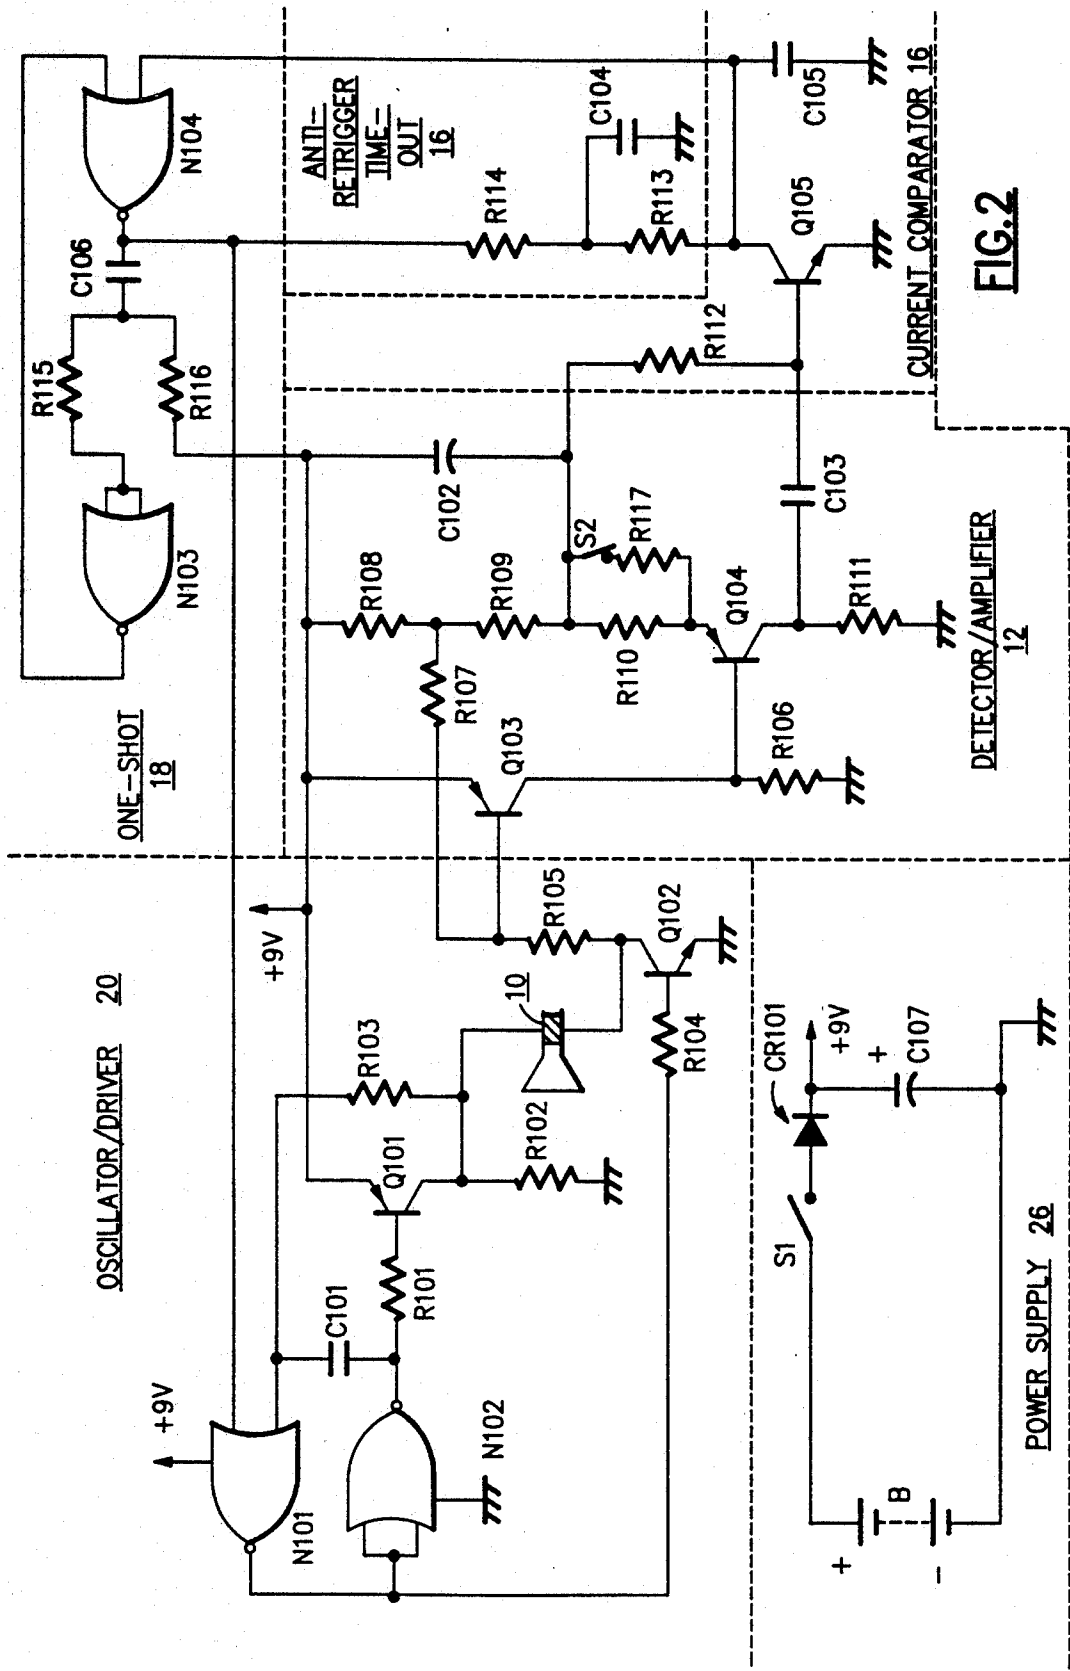 OSCILLATOR/DRIVER 20
+9V
N101
N102
C101
R101
Q101
R102
R103
10
R104
Q102
R105
+9V
ONE-SHOT
18
N103
R115
R116
C106
N104
ANTI-
RETRIGGER
TIME-
OUT
16
R114
C104
R113
C105
Q105
R112
CURRENT COMPARATOR 16
Q103
R107
R108
R109
R110
C102
S2
R117
Q104
C103
R106
R111
DETECTOR/AMPLIFIER
12
POWER SUPPLY 26
+
B
-
S1
CR101
+9V
+
C107
FIG.2